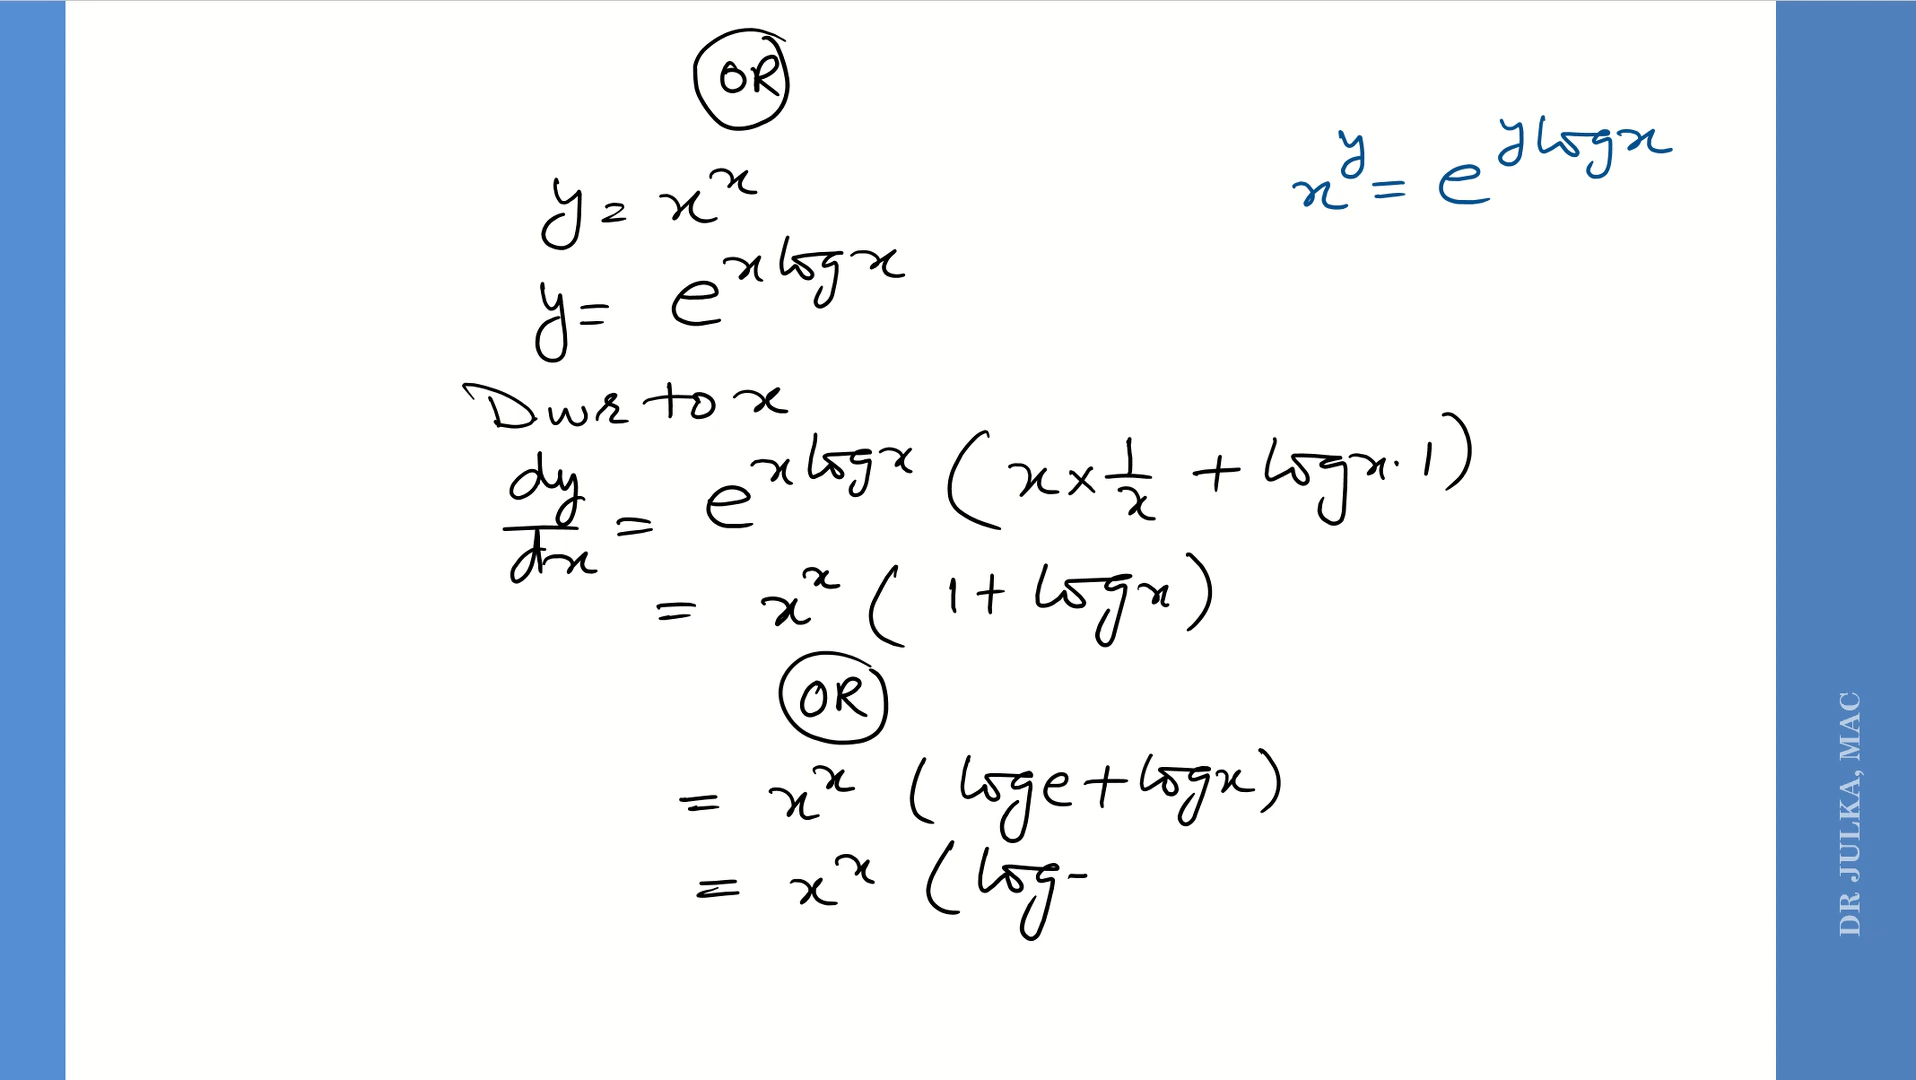 OR
x^y = e^{y log x}
y = x^x
y = e^{x log x}
Dwr to x
dy/dx = e^{x log x} (x × 1/x + log x · 1)
= x^x (1 + log x)
OR
= x^x (log e + log x)
= x^x (log
DR JULKA, MAC